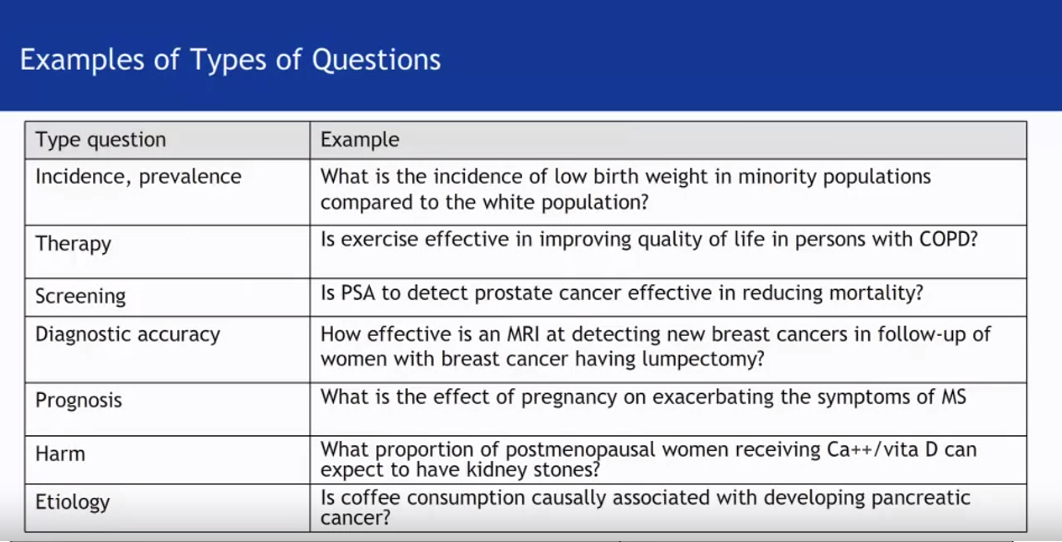 Examples of Types of Questions
Type question
Example
Incidence, prevalence
What is the incidence of low birth weight in minority populations
compared to the white population?
Therapy
Is exercise effective in improving quality of life in persons with COPD?
Screening
Is PSA to detect prostate cancer effective in reducing mortality?
Diagnostic accuracy
How effective is an MRI at detecting new breast cancers in follow-up of
women with breast cancer having lumpectomy?
Prognosis
What is the effect of pregnancy on exacerbating the symptoms of MS
Harm
What proportion of postmenopausal women receiving Ca++/vita D can
expect to have kidney stones?
Etiology
Is coffee consumption causally associated with developing pancreatic
cancer?